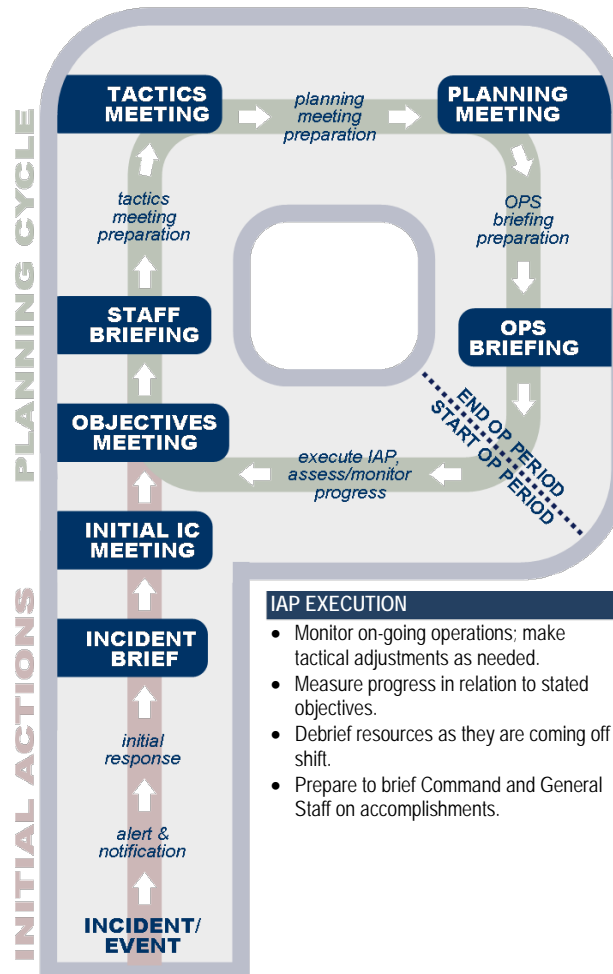 TACTICS
MEETING
planning
meeting
preparation
PLANNING
MEETING
tactics
meeting
preparation
OPS
briefing
preparation
STAFF
BRIEFING
OPS
BRIEFING
OBJECTIVES
MEETING
END OP PERIOD
START OP PERIOD
execute IAP,
assess/monitor
progress
INITIAL IC
MEETING
INCIDENT
BRIEF
initial
response
alert &
notification
INCIDENT/
EVENT
PLANNING CYCLE
INITIAL ACTIONS
IAP EXECUTION
• Monitor on-going operations; make
tactical adjustments as needed.
• Measure progress in relation to stated
objectives.
• Debrief resources as they are coming off
shift.
• Prepare to brief Command and General
Staff on accomplishments.